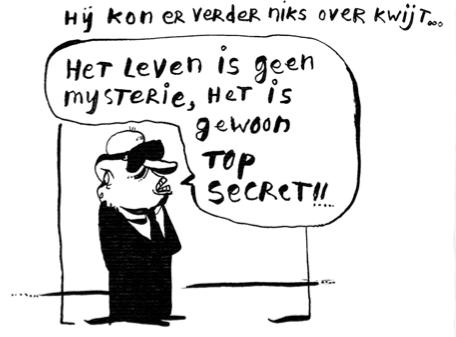 Hij kon er verder niks over kwijt...
Het leven is geen
mysterie, het is
gewoon
TOP
SECRET!!....